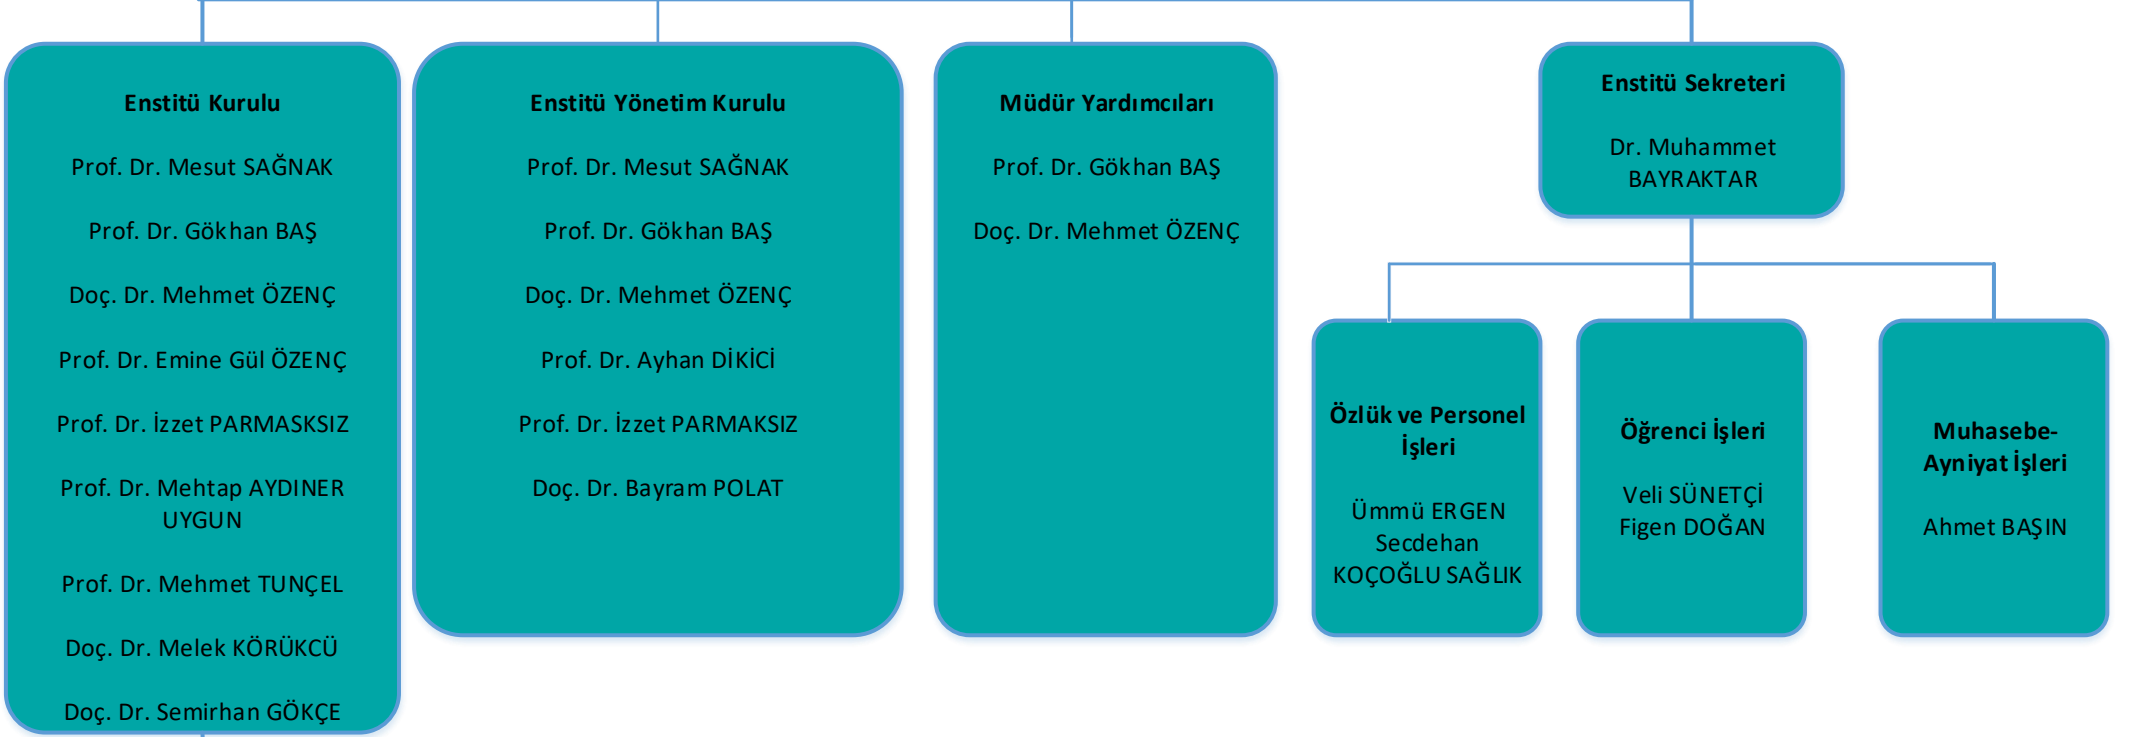 Enstitü Kurulu
Prof. Dr. Mesut SAĞNAK
Prof. Dr. Gökhan BAŞ
Doç. Dr. Mehmet ÖZENÇ
Prof. Dr. Emine Gül ÖZENÇ
Prof. Dr. İzzet PARMASKSIZ
Prof. Dr. Mehtap AYDINER
UYGUN
Prof. Dr. Mehmet TUNÇEL
Doç. Dr. Melek KÖRÜKCÜ
Doç. Dr. Semirhan GÖKÇE
Enstitü Yönetim Kurulu
Prof. Dr. Mesut SAĞNAK
Prof. Dr. Gökhan BAŞ
Doç. Dr. Mehmet ÖZENÇ
Prof. Dr. Ayhan DİKİCİ
Prof. Dr. İzzet PARMAKSIZ
Doç. Dr. Bayram POLAT
Müdür Yardımcıları
Prof. Dr. Gökhan BAŞ
Doç. Dr. Mehmet ÖZENÇ
Enstitü Sekreteri
Dr. Muhammet
BAYRAKTAR
Özlük ve Personel
İşleri
Ümmü ERGEN
Secdehan
KOÇOĞLU SAĞLIK
Öğrenci İşleri
Veli SÜNETÇİ
Figen DOĞAN
Muhasebe-
Ayniyat İşleri
Ahmet BAŞIN